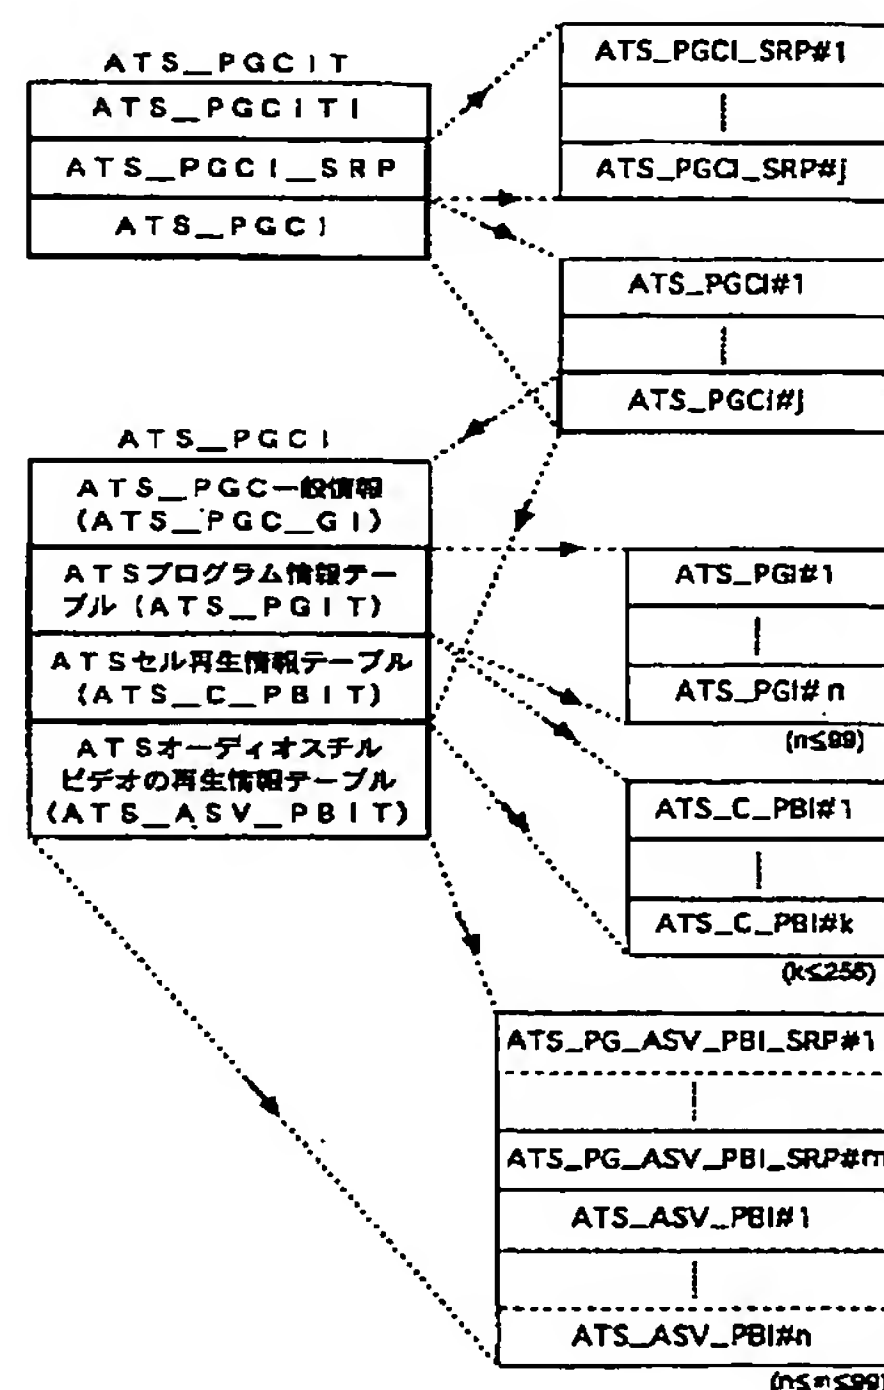 ATS_PGCIT
ATS_PGCITI
ATS_PGCI_SRP
ATS_PGCI
ATS_PGCI_SRP#1
ATS_PGCI_SRP#j
ATS_PGCI#1
ATS_PGCI#j
ATS_PGCI
ATS_PGC一般情報
(ATS_PGC_GI)
ATSプログラム情報テー
ブル (ATS_PGIT)
ATSセル再生情報テーブル
(ATS_C_PBIT)
ATSオーディオスチル
ビデオの再生情報テーブル
(ATS_ASV_PBIT)
ATS_PGI#1
ATS_PGI#n
(n≤99)
ATS_C_PBI#1
ATS_C_PBI#k
(k≤255)
ATS_PG_ASV_PBI_SRP#1
ATS_PG_ASV_PBI_SRP#m
ATS_ASV_PBI#1
ATS_ASV_PBI#n